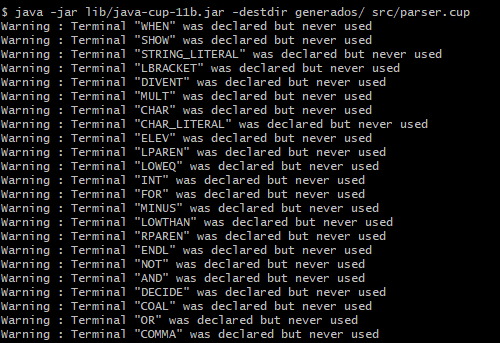 $ java -jar lib/java-cup-11b.jar -destdir generados/ src/parser.cup
Warning : Terminal "WHEN" was declared but never used
Warning : Terminal "SHOW" was declared but never used
Warning : Terminal "STRING_LITERAL" was declared but never used
Warning : Terminal "LBRACKET" was declared but never used
Warning : Terminal "DIVENT" was declared but never used
Warning : Terminal "MULT" was declared but never used
Warning : Terminal "CHAR" was declared but never used
Warning : Terminal "CHAR_LITERAL" was declared but never used
Warning : Terminal "ELEV" was declared but never used
Warning : Terminal "LPAREN" was declared but never used
Warning : Terminal "LOWEQ" was declared but never used
Warning : Terminal "INT" was declared but never used
Warning : Terminal "FOR" was declared but never used
Warning : Terminal "MINUS" was declared but never used
Warning : Terminal "LOWTHAN" was declared but never used
Warning : Terminal "RPAREN" was declared but never used
Warning : Terminal "ENDL" was declared but never used
Warning : Terminal "NOT" was declared but never used
Warning : Terminal "AND" was declared but never used
Warning : Terminal "DECIDE" was declared but never used
Warning : Terminal "COAL" was declared but never used
Warning : Terminal "OR" was declared but never used
Warning : Terminal "COMMA" was declared but never used